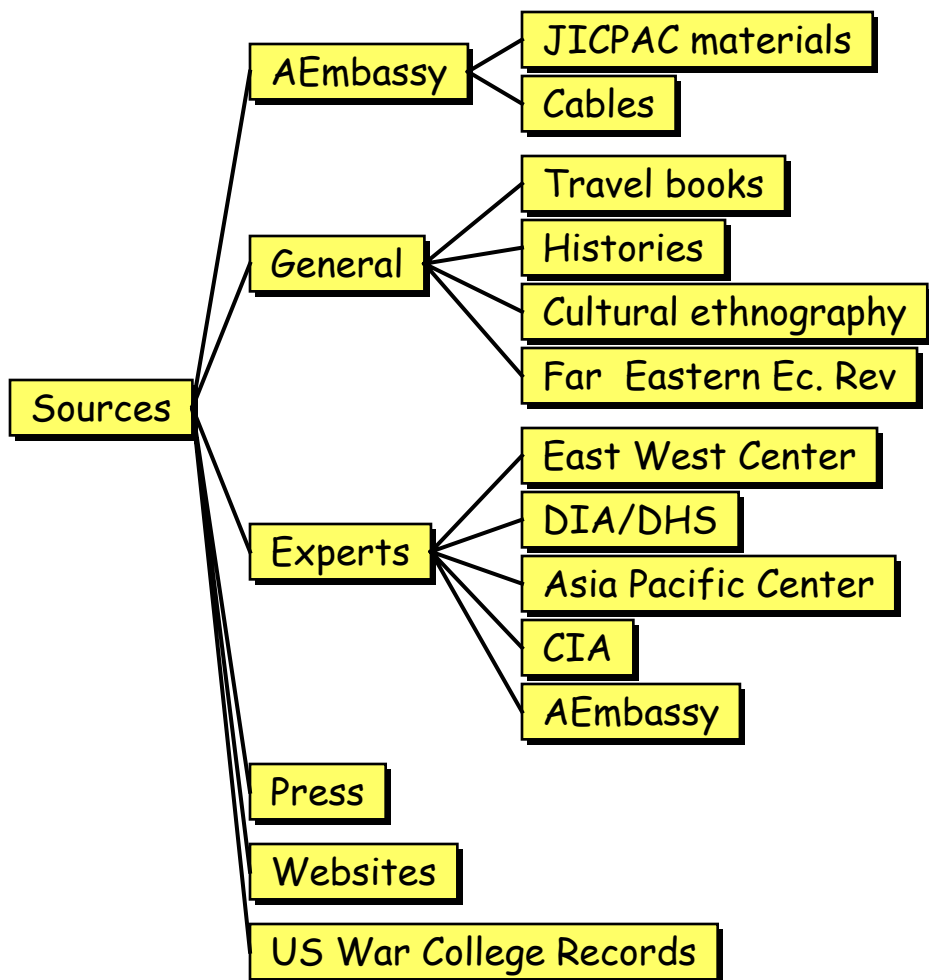 Sources
AEmbassy
JICPAC materials
Cables
General
Travel books
Histories
Cultural ethnography
Far Eastern Ec. Rev
Experts
East West Center
DIA/DHS
Asia Pacific Center
CIA
AEmbassy
Press
Websites
US War College Records